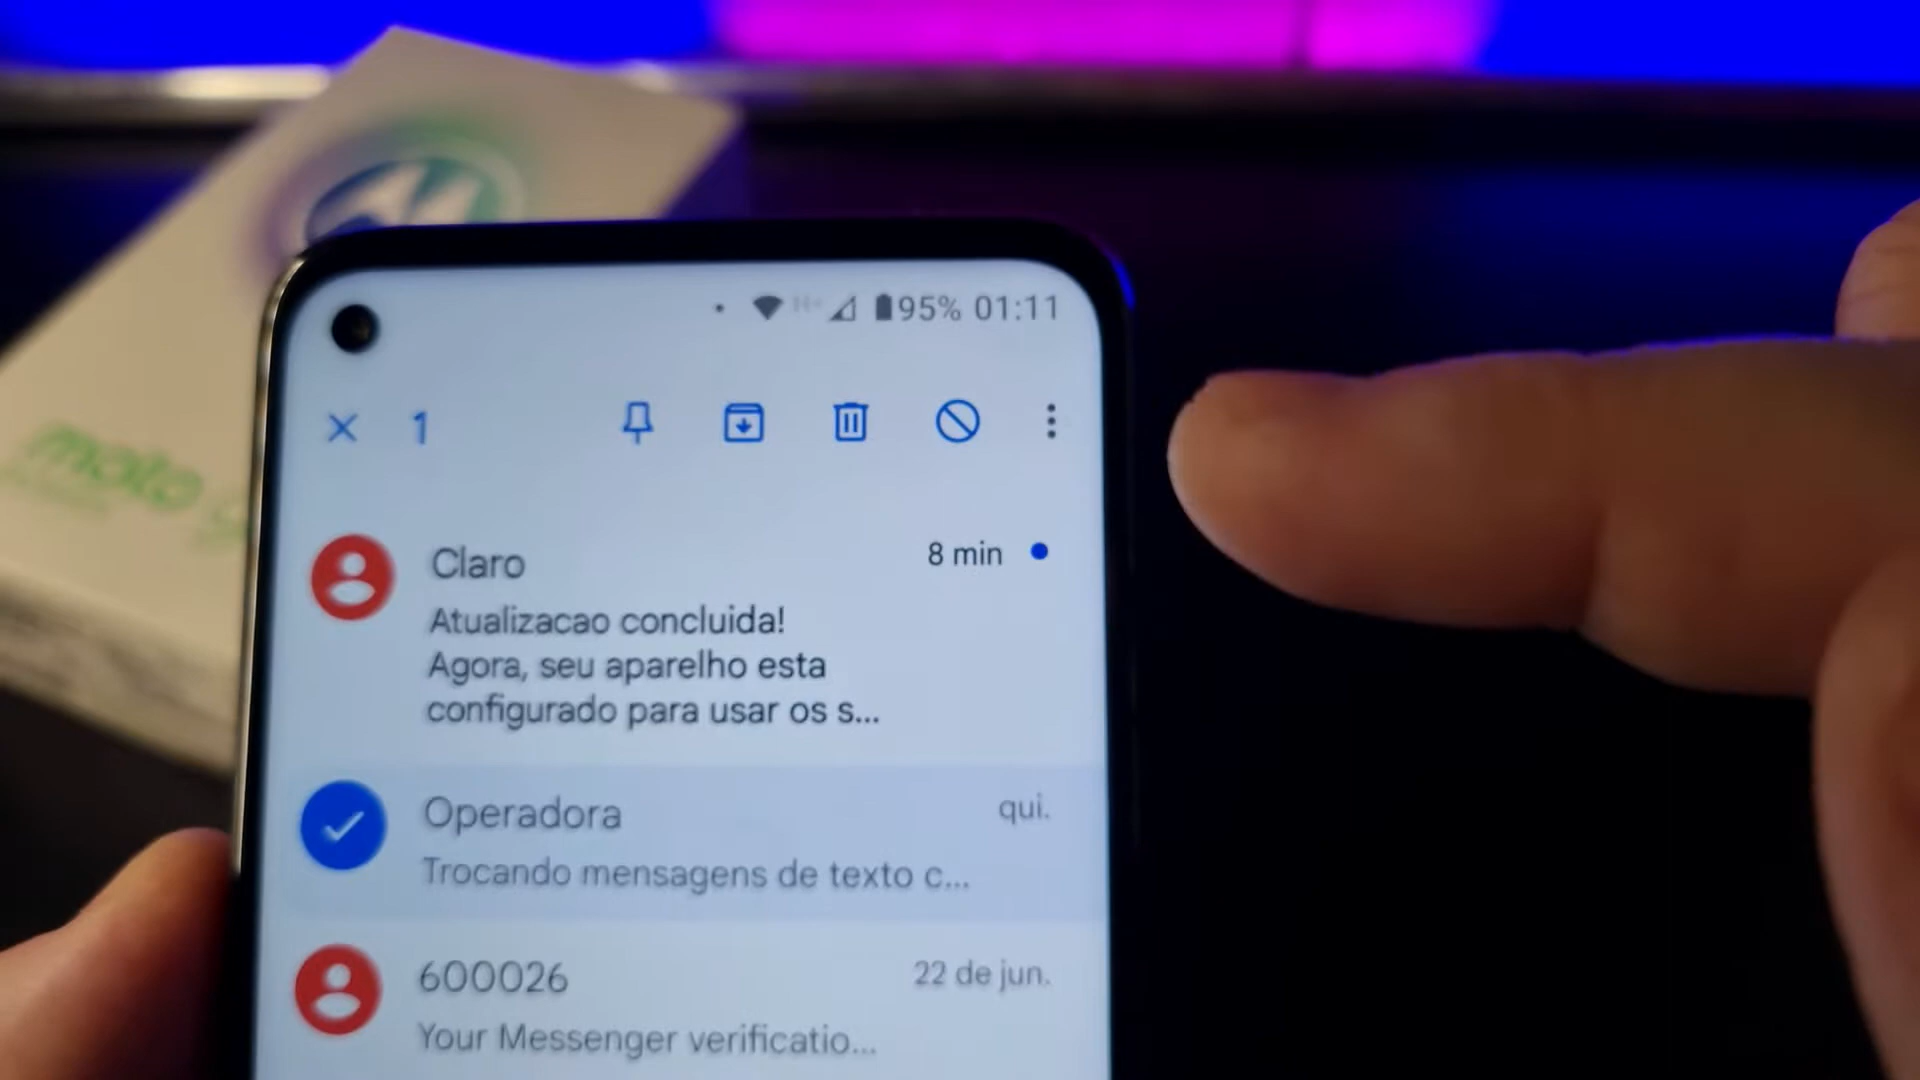 moto g
95% 01:11
1
Claro
8 min
Atualizacao concluida!
Agora, seu aparelho esta
configurado para usar os s...
Operadora
qui.
Trocando mensagens de texto c...
600026
22 de jun.
Your Messenger verificatio...